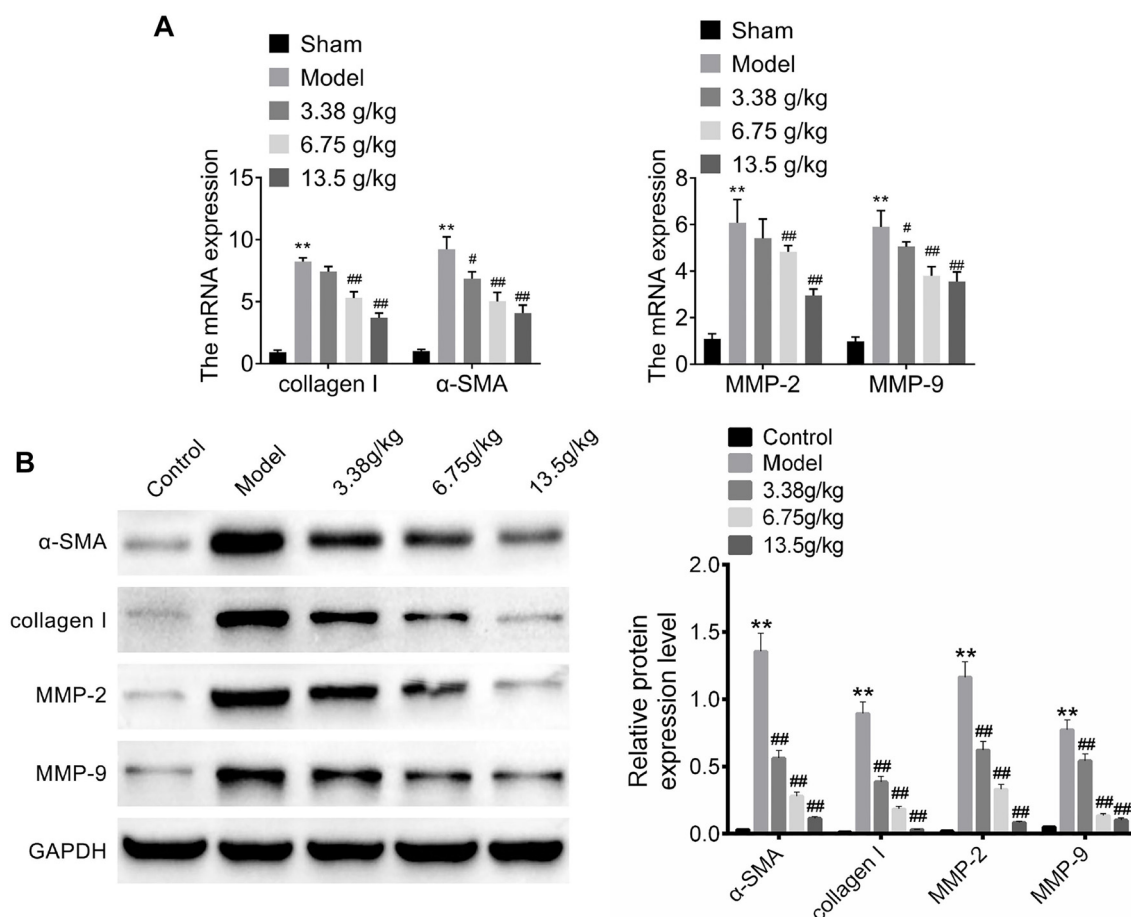 A
Sham
Model
3.38 g/kg
6.75 g/kg
13.5 g/kg
The mRNA expression
15
10
5
0
**
##
##
**
#
##
##
collagen I
α-SMA
Sham
Model
3.38 g/kg
6.75 g/kg
13.5 g/kg
The mRNA expression
8
6
4
2
0
**
##
##
**
#
##
##
MMP-2
MMP-9
B
Control
Model
3.38g/kg
6.75g/kg
13.5g/kg
α-SMA
collagen I
MMP-2
MMP-9
GAPDH
Control
Model
3.38g/kg
6.75g/kg
13.5g/kg
Relative protein
expression level
2.0
1.5
1.0
0.5
0.0
**
##
##
##
**
##
##
##
**
##
##
##
**
##
##
##
α-SMA
collagen I
MMP-2
MMP-9